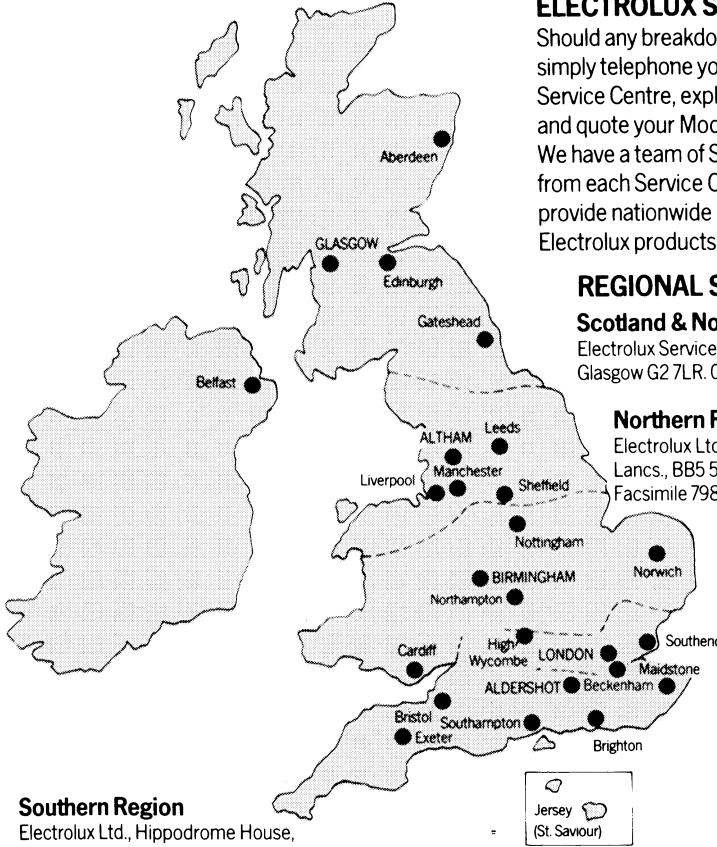 ELECTROLUX S
Should any breakdo
simply telephone yo
Service Centre, expl
and quote your Mod
We have a team of S
from each Service C
provide nationwide
Electrolux products
REGIONAL S
Scotland & No
Electrolux Service
Glasgow G2 7LR. 0
Northern R
Electrolux Ltd
Lancs., BB5 5
Facsimile 798
Aberdeen
GLASGOW
Edinburgh
Gateshead
Belfast
ALTHAM
Leeds
Manchester
Liverpool
Sheffield
Nottingham
BIRMINGHAM
Norwich
Northampton
Cardiff
High
Wycombe
LONDON
Southend
Maidstone
ALDERSHOT
Beckenham
Bristol
Southampton
Exeter
Brighton
Jersey
(St. Saviour)
Southern Region
Electrolux Ltd., Hippodrome House,